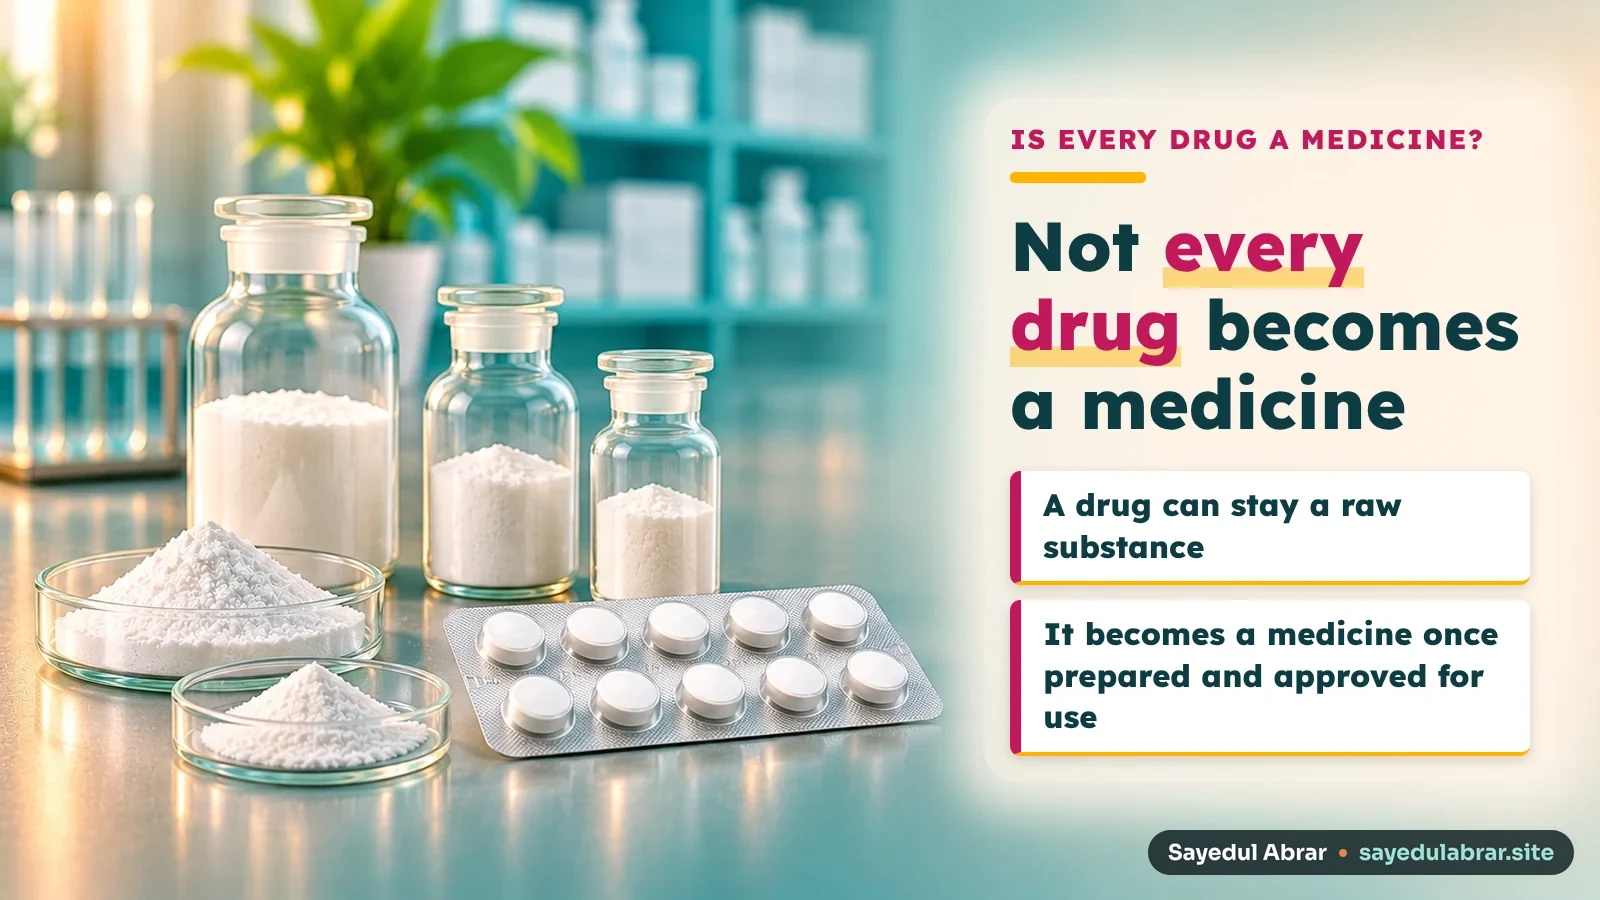 IS EVERY DRUG A MEDICINE?
Not every
drug becomes
a medicine
A drug can stay a raw
substance
It becomes a medicine once
prepared and approved for
use
Sayedul Abrar • sayedulabrar.site